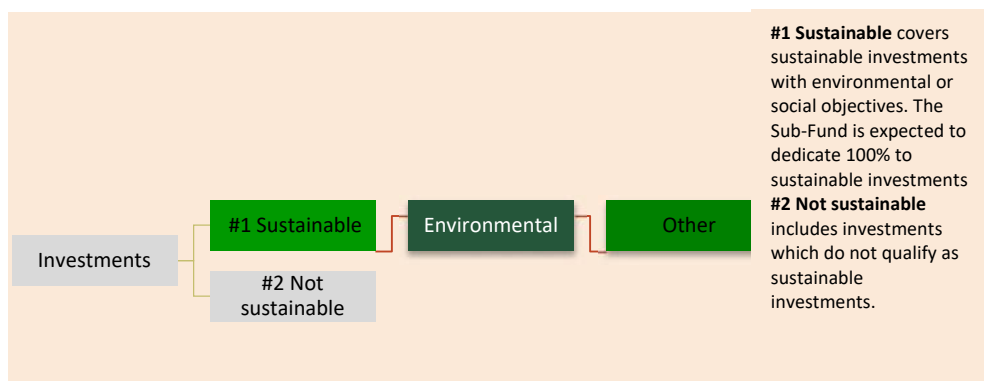 #1 Sustainable covers
sustainable investments
with environmental or
social objectives. The
Sub-Fund is expected to
dedicate 100% to
sustainable investments
#2 Not sustainable
includes investments
which do not qualify as
sustainable
investments.
Investments
#1 Sustainable
#2 Not
sustainable
Environmental
Other